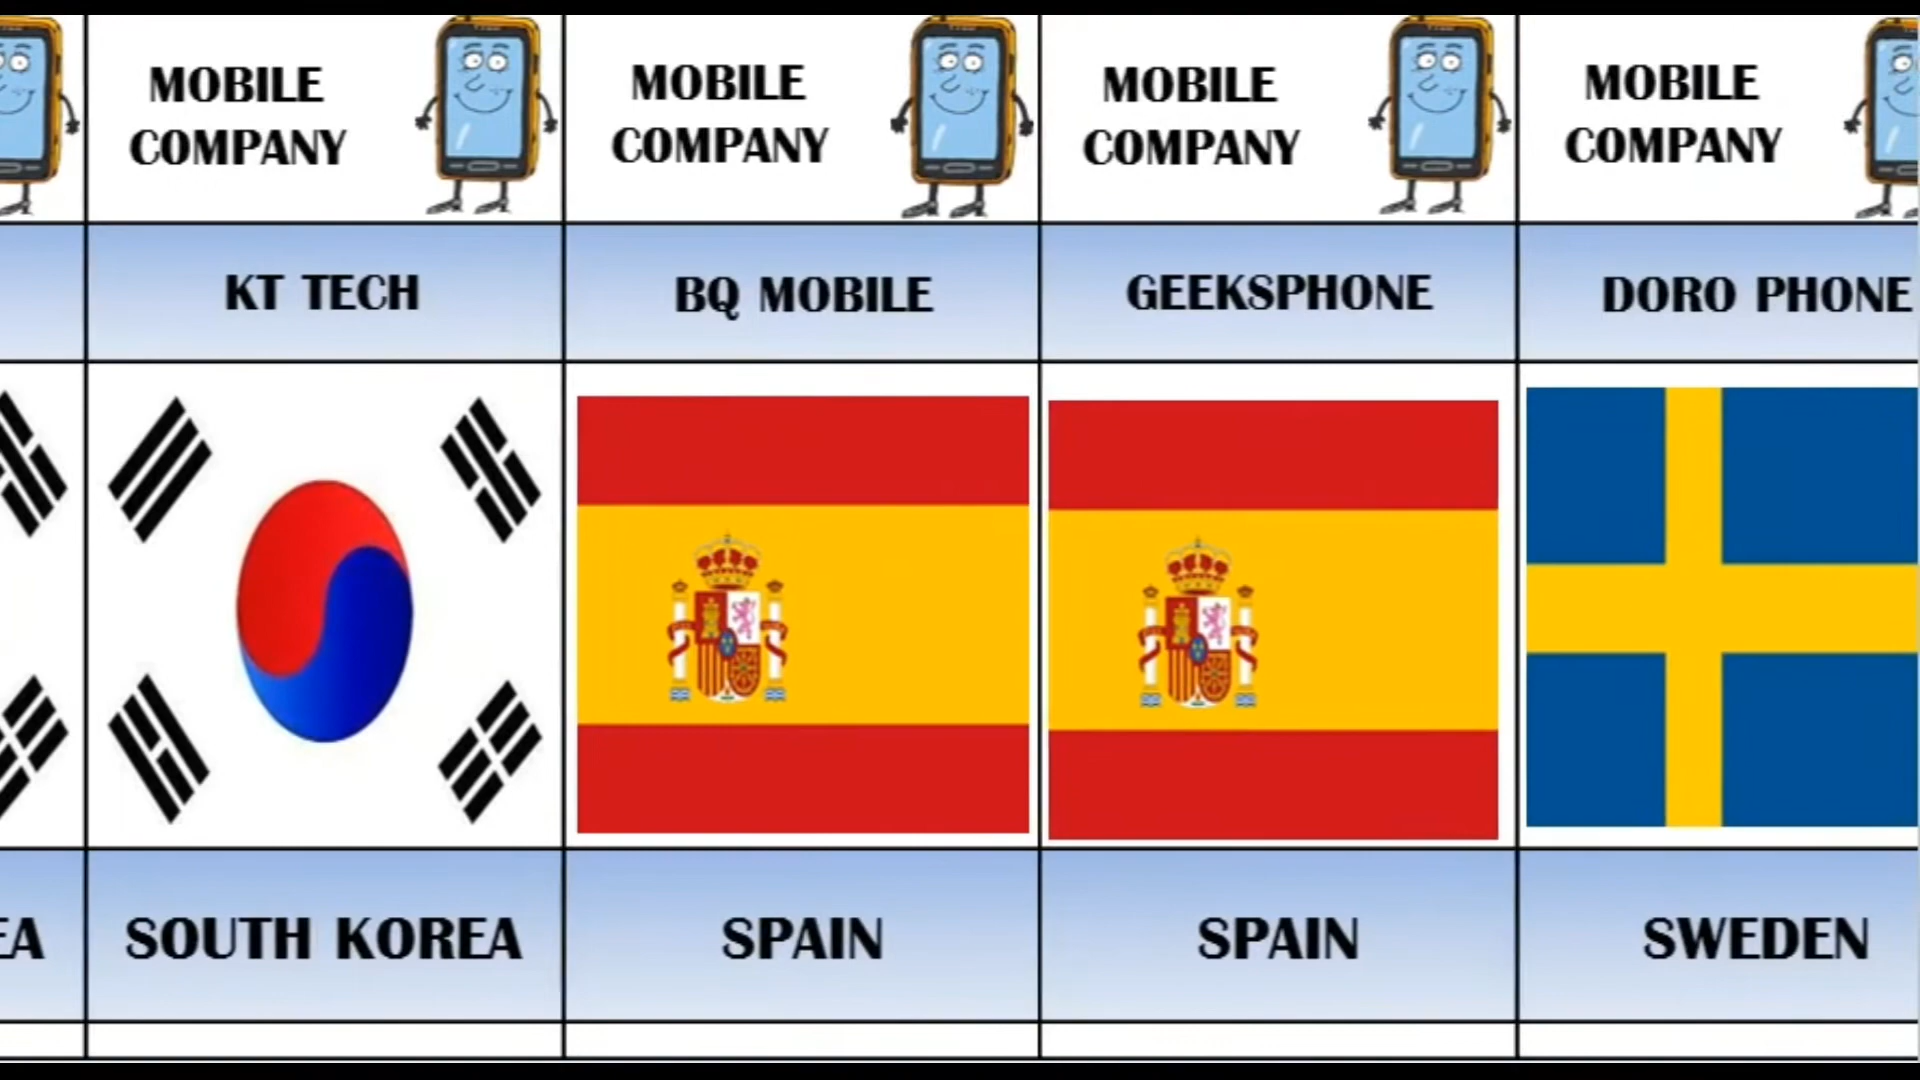 MOBILE
COMPANY
MOBILE
COMPANY
MOBILE
COMPANY
MOBILE
COMPANY
KT TECH
BQ MOBILE
GEEKSPHONE
DORO PHONE
SOUTH KOREA
SPAIN
SPAIN
SWEDEN